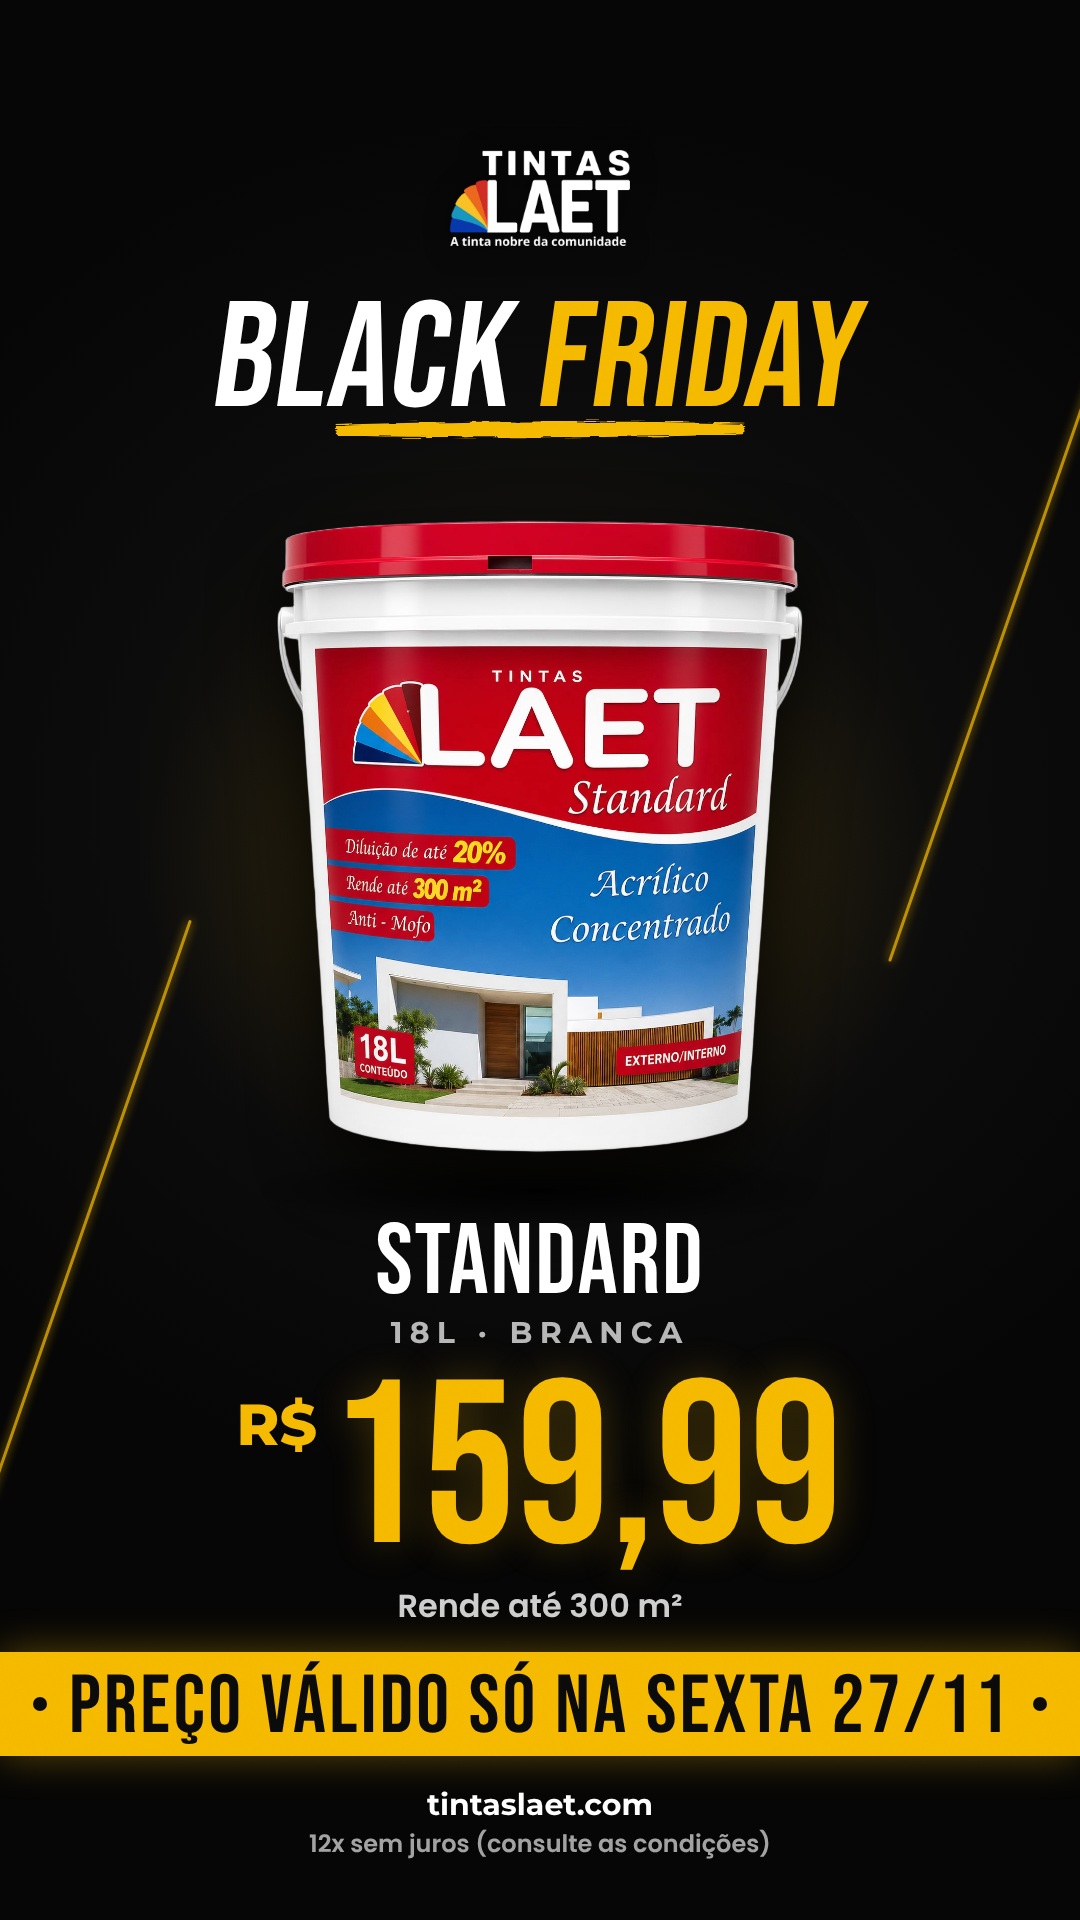 TINTAS
LAET
A tinta nobre da comunidade
BLACK FRIDAY
TINTAS
LAET
Standard
Diluição de até 20%
Rende até 300 m²
Anti - Mofo
Acrílico
Concentrado
18L
CONTEÚDO
EXTERNO/INTERNO
STANDARD
18L · BRANCA
R$ 159,99
Rende até 300 m²
• PREÇO VÁLIDO SÓ NA SEXTA 27/11 •
tintaslaet.com
12x sem juros (consulte as condições)